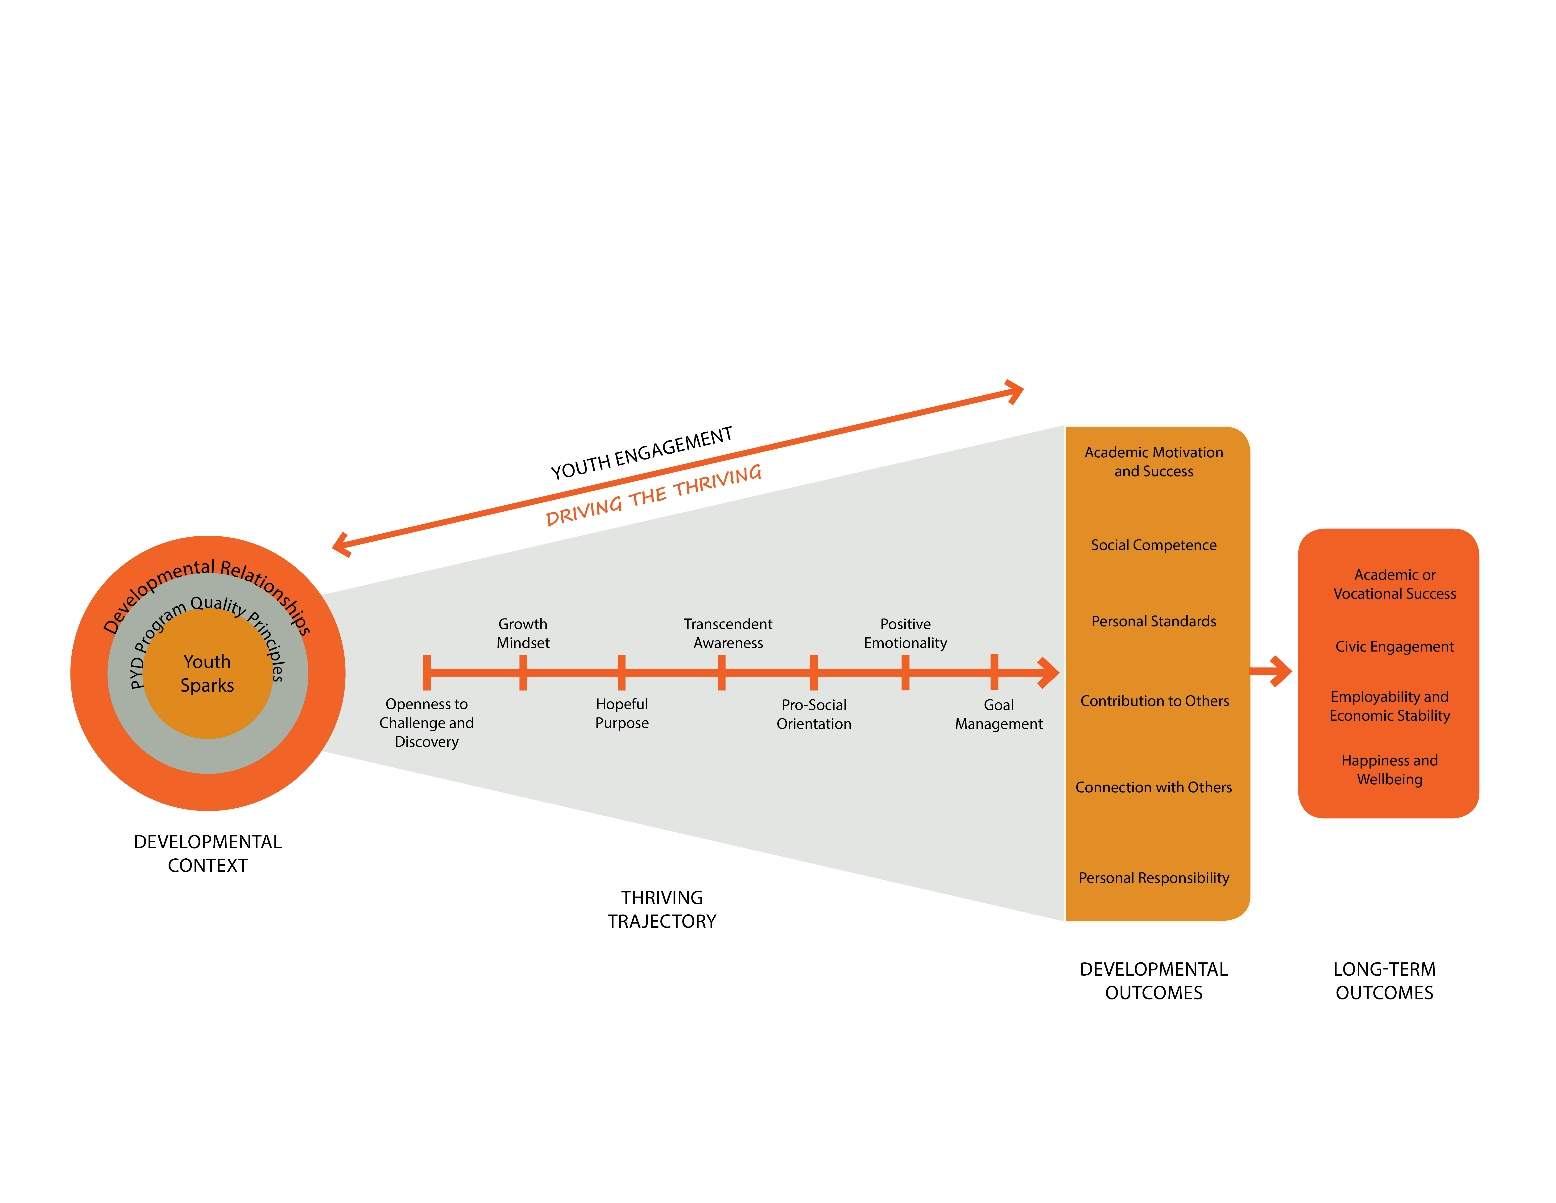 YOUTH ENGAGEMENT
DRIVING THE THRIVING
Developmental Relationships
PYD Program Quality Principles
Youth
Sparks
DEVELOPMENTAL
CONTEXT
Openness to
Challenge and
Discovery
Growth
Mindset
Hopeful
Purpose
Transcendent
Awareness
Pro-Social
Orientation
Positive
Emotionality
Goal
Management
THRIVING
TRAJECTORY
Academic Motivation
and Success
Social Competence
Personal Standards
Contribution to Others
Connection with Others
Personal Responsibility
DEVELOPMENTAL
OUTCOMES
Academic or
Vocational Success
Civic Engagement
Employability and
Economic Stability
Happiness and
Wellbeing
LONG-TERM
OUTCOMES